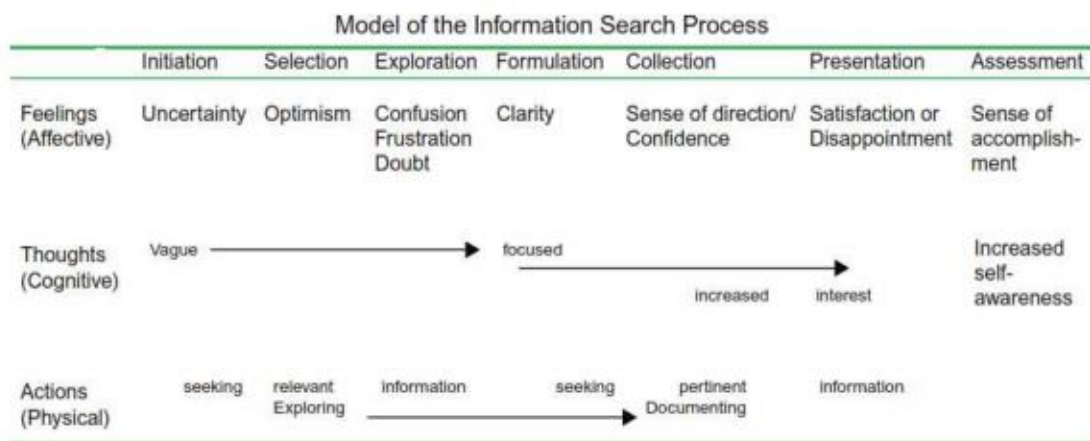 Model of the Information Search Process
Initiation Selection Exploration Formulation Collection Presentation Assessment
Feelings (Affective) Uncertainty Optimism Confusion Frustration Doubt Clarity Sense of direction/ Confidence Satisfaction or Disappointment Sense of accomplish- ment
Thoughts (Cognitive) Vague focused increased interest Increased self- awareness
Actions (Physical) seeking relevant information seeking pertinent information
Exploring Documenting